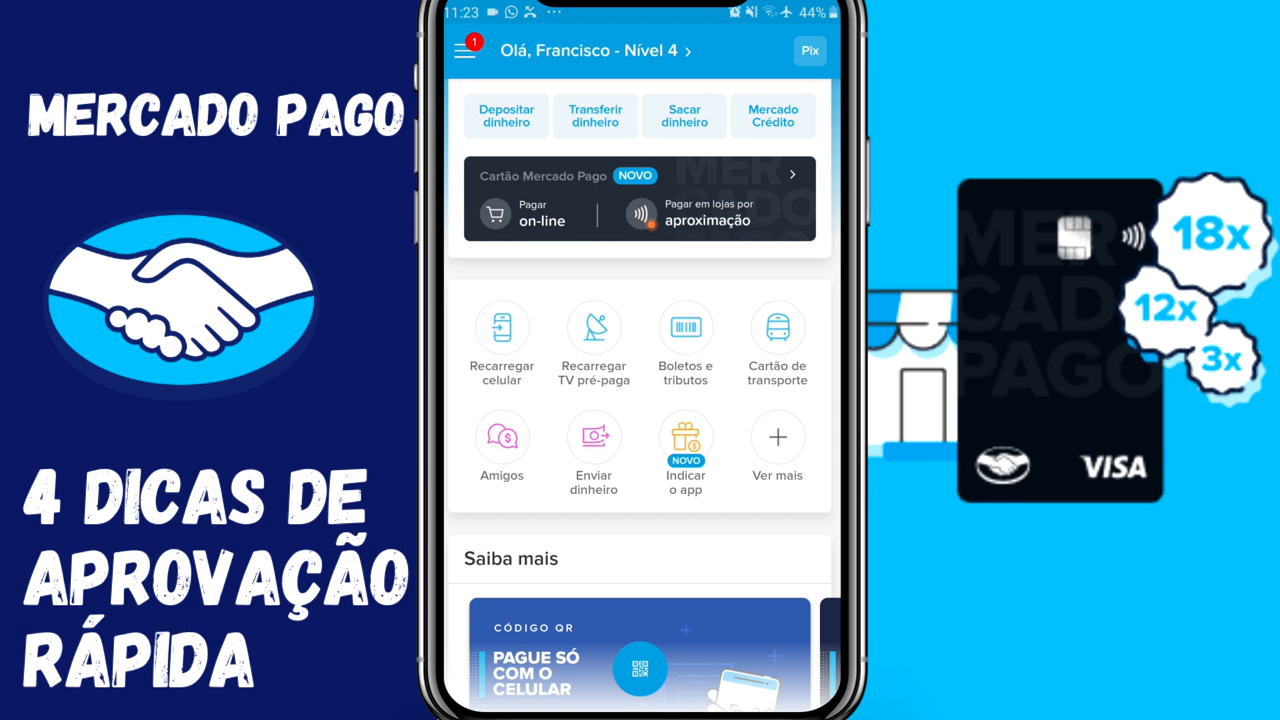 MERCADO PAGO
4 DICAS DE
APROVAÇÃO
RÁPIDA
11:23
44%
1
Olá, Francisco - Nível 4
Pix
Depositar
dinheiro
Transferir
dinheiro
Sacar
dinheiro
Mercado
Crédito
Cartão Mercado Pago NOVO
Pagar
on-line
Pagar em lojas por
aproximação
MER
CADO
Recarregar
celular
Recarregar
TV pré-paga
Boletos e
tributos
Cartão de
transporte
Amigos
Enviar
dinheiro
NOVO
Indicar
o app
Ver mais
Saiba mais
CÓDIGO QR
PAGUE SÓ
COM O
CELULAR
MER
CADO
PAGO
VISA
18x
12x
3x